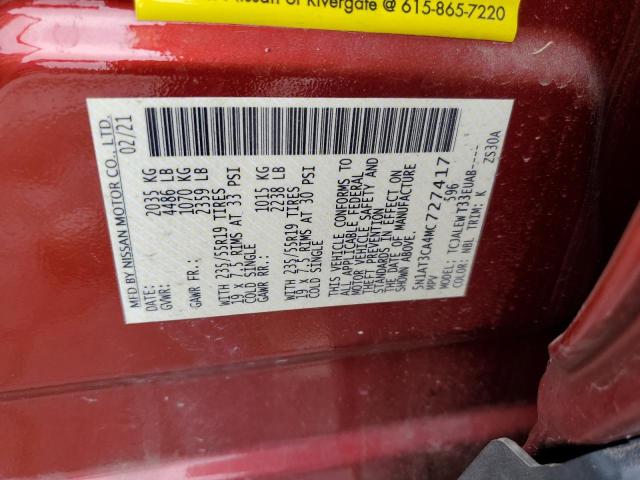 Nissan of Rivergate @ 615-865-7220
MFD BY NISSAN MOTOR CO., LTD.
DATE: 02/21
GVWR: 2035 KG
4486 LB
GAWR FR.: 1070 KG
2359 LB
WITH 235/55R19 TIRES
19 X 7.5 RIMS AT 33 PSI
COLD SINGLE
GAWR RR.: 1015 KG
2238 LB
WITH 235/55R19 TIRES
19 X 7.5 RIMS AT 30 PSI
COLD SINGLE
THIS VEHICLE CONFORMS TO
ALL APPLICABLE FEDERAL
MOTOR VEHICLE SAFETY AND
THEFT PREVENTION
STANDARDS IN EFFECT ON
THE DATE OF MANUFACTURE
SHOWN ABOVE.
5N1AT3CA4MC727417
MPV 596
TCJALEWT33EUAB----
COLOR: NBL TRIM: K ZS30A